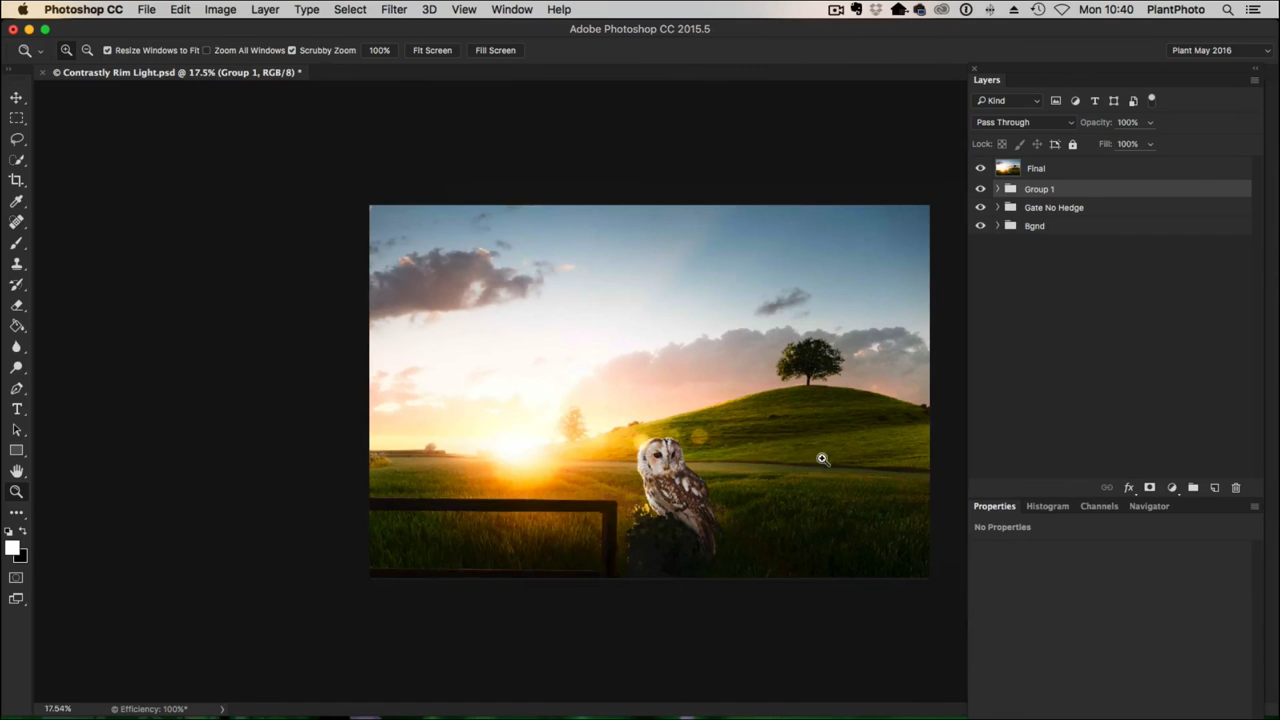 Photoshop CC File Edit Image Layer Type Select Filter 3D View Window Help Mon 10:40 PlantPhoto
Adobe Photoshop CC 2015.5
Resize Windows to Fit Zoom All Windows Scrubby Zoom 100% Fit Screen Fill Screen Plant May 2016
© Contrastly Rim Light.psd @ 17.5% (Group 1, RGB/8) *
Layers
Kind
Pass Through Opacity: 100%
Lock: Fill: 100%
Final
Group 1
Gate No Hedge
Bgnd
fx
Properties Histogram Channels Navigator
No Properties
17.54% © Efficiency: 100%*